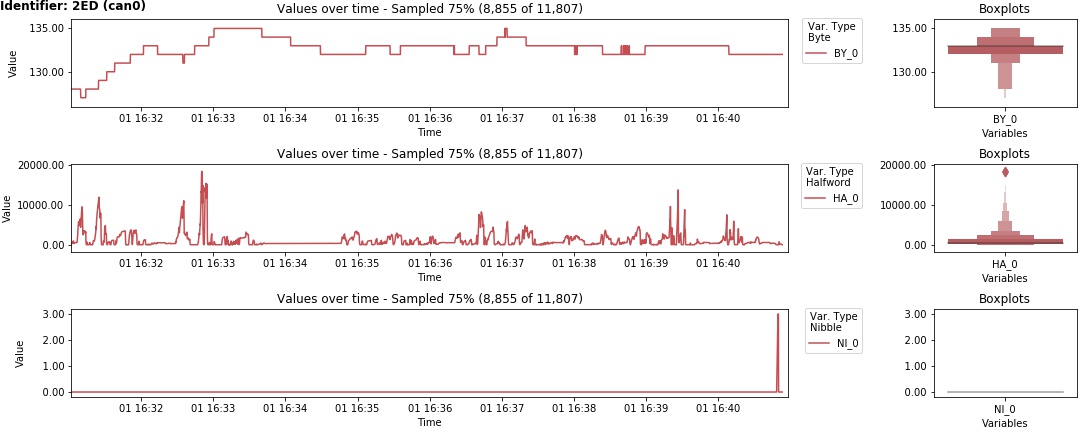 Identifier: 2ED (can0)
Values over time - Sampled 75% (8,855 of 11,807)
Boxplots
135.00
130.00
Value
01 16:32 01 16:33 01 16:34 01 16:35 01 16:36 01 16:37 01 16:38 01 16:39 01 16:40
Time
Var. Type
Byte
BY_0
135.00
130.00
BY_0
Variables
Values over time - Sampled 75% (8,855 of 11,807)
Boxplots
20000.00
10000.00
0.00
Value
01 16:32 01 16:33 01 16:34 01 16:35 01 16:36 01 16:37 01 16:38 01 16:39 01 16:40
Time
Var. Type
Halfword
HA_0
20000.00
10000.00
0.00
HA_0
Variables
Values over time - Sampled 75% (8,855 of 11,807)
Boxplots
3.00
2.00
1.00
0.00
Value
01 16:32 01 16:33 01 16:34 01 16:35 01 16:36 01 16:37 01 16:38 01 16:39 01 16:40
Time
Var. Type
Nibble
NI_0
3.00
2.00
1.00
0.00
NI_0
Variables